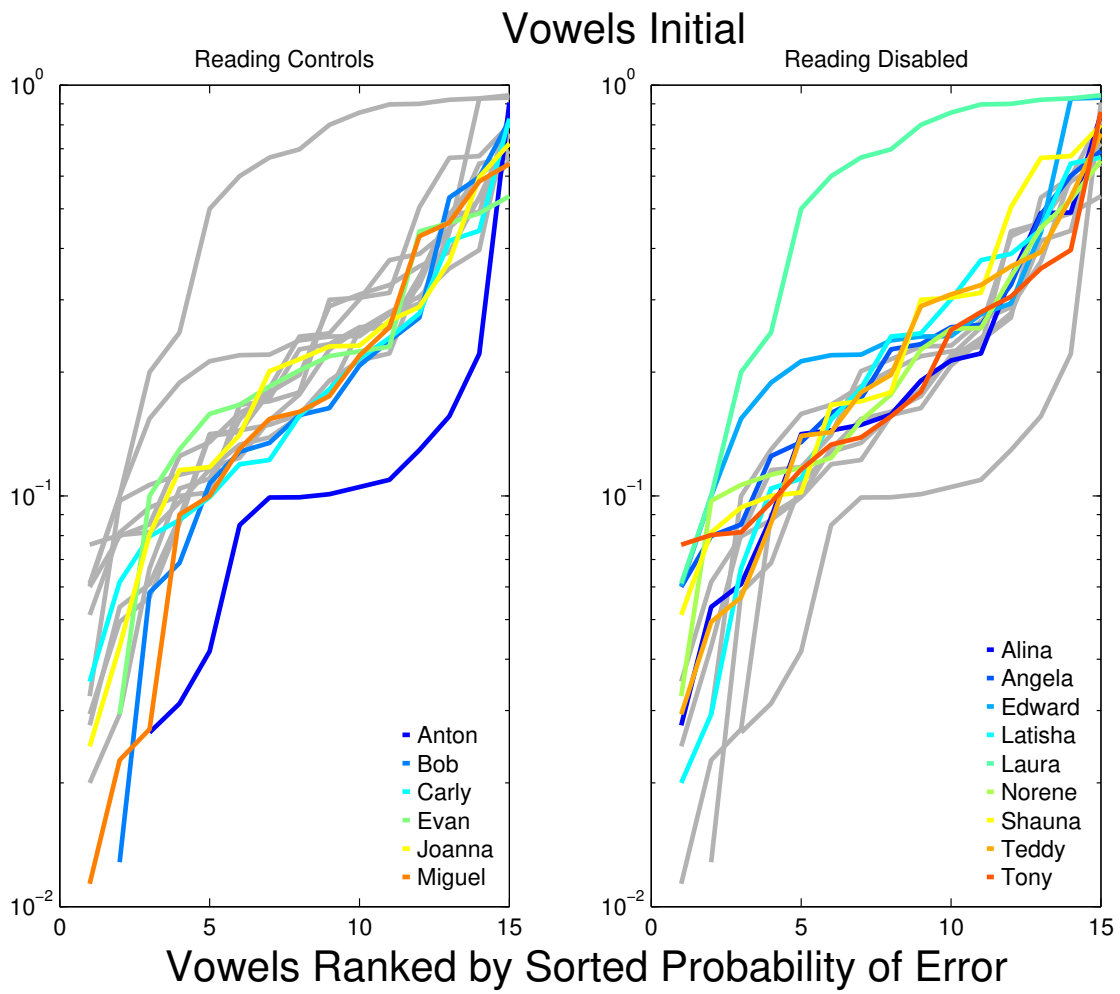 Vowels Initial
Reading Controls
10^0
10^-1
10^-2
0 5 10 15
Anton
Bob
Carly
Evan
Joanna
Miguel
Reading Disabled
10^0
10^-1
10^-2
0 5 10 15
Alina
Angela
Edward
Latisha
Laura
Norene
Shauna
Teddy
Tony
Vowels Ranked by Sorted Probability of Error